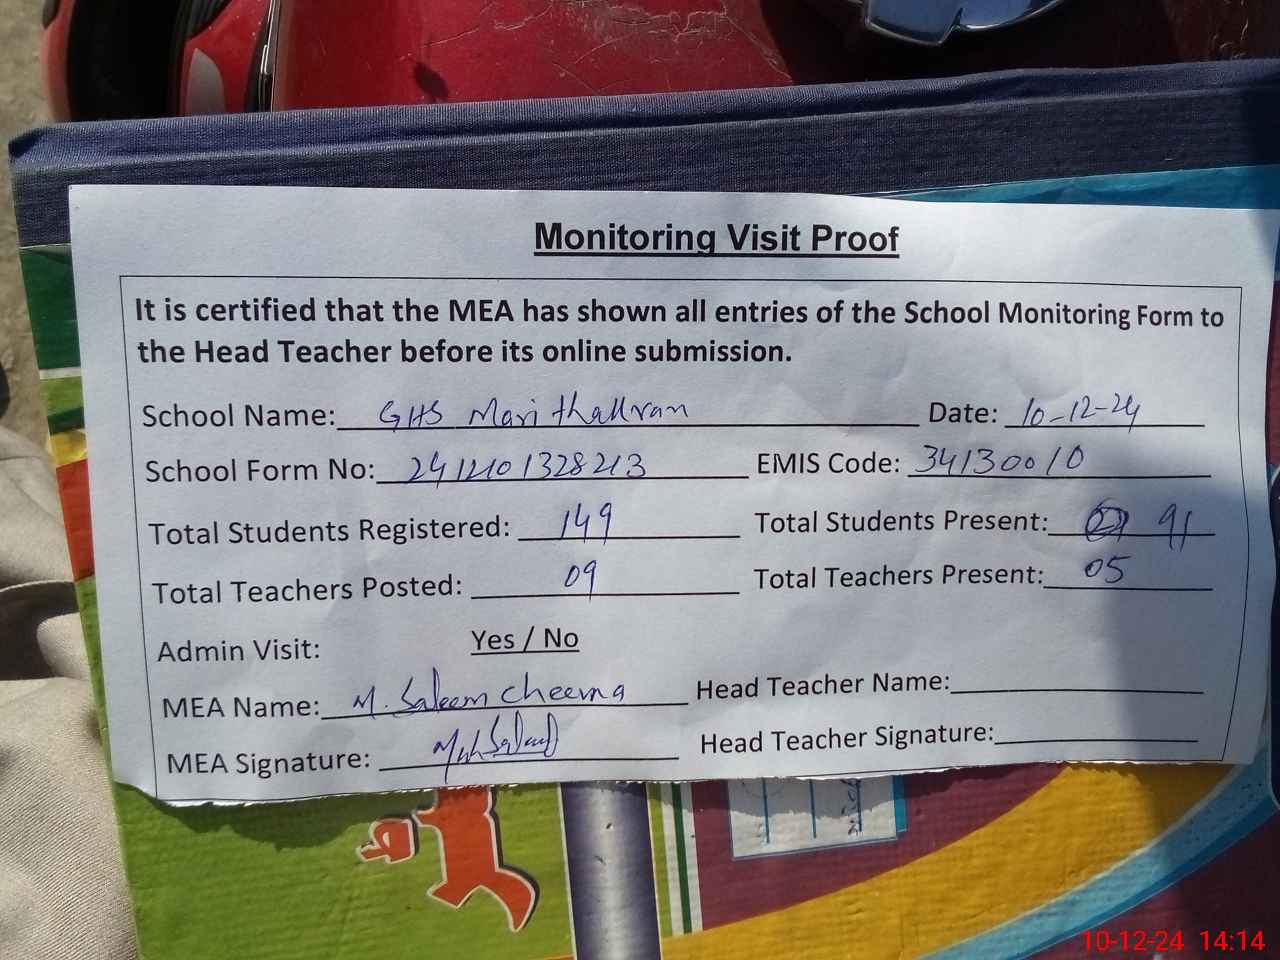 Monitoring Visit Proof
It is certified that the MEA has shown all entries of the School Monitoring Form to
the Head Teacher before its online submission.
School Name: GHS Mari thakran Date: 10-12-24
School Form No: 2412101328213 EMIS Code: 34130010
Total Students Registered: 149 Total Students Present: 91
Total Teachers Posted: 09 Total Teachers Present: 05
Admin Visit: Yes / No
MEA Name: M. Saleem Cheema Head Teacher Name:
MEA Signature: Head Teacher Signature:
10-12-24 14:14